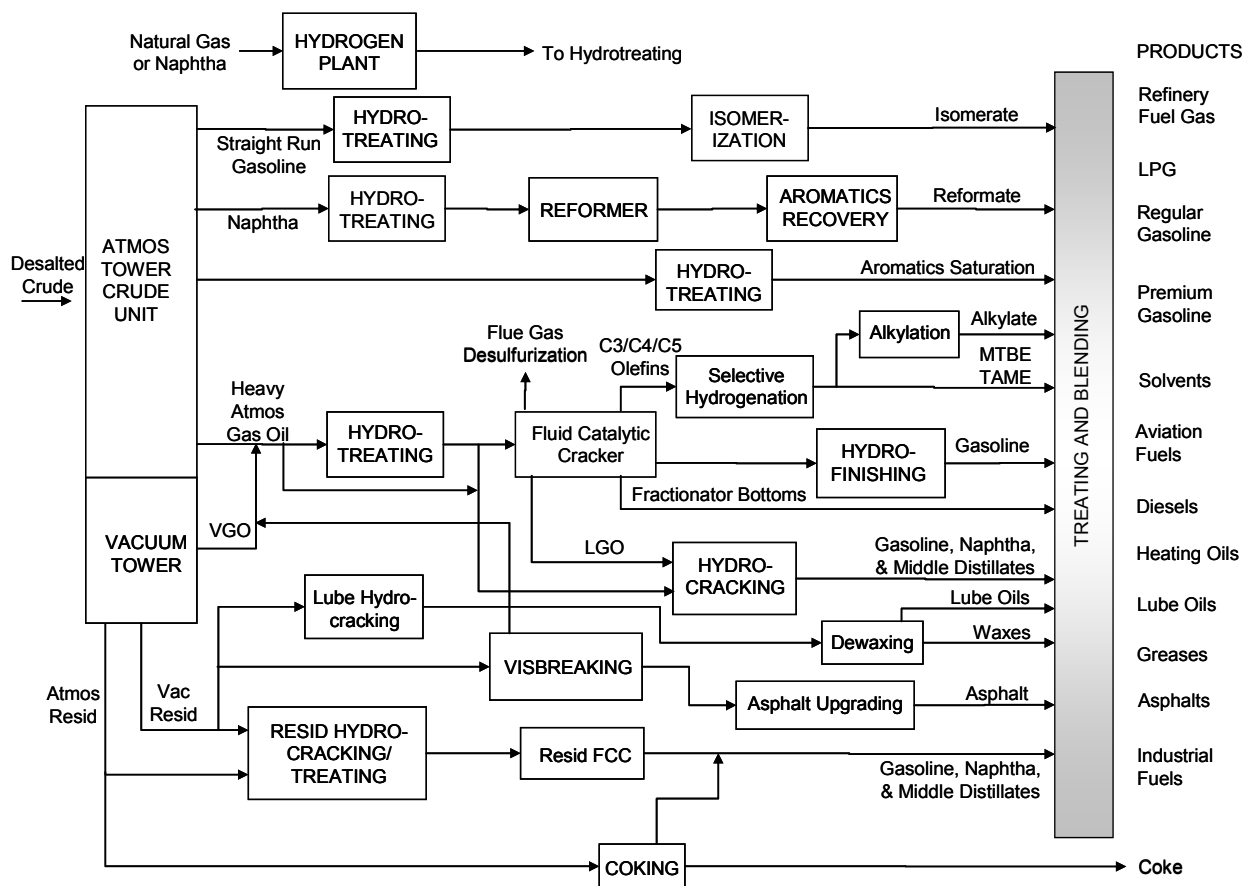 Natural Gas
or Naphtha
HYDROGEN
PLANT
To Hydrotreating
PRODUCTS
Desalted
Crude
ATMOS
TOWER
CRUDE
UNIT
VACUUM
TOWER
Straight Run
Gasoline
HYDRO-
TREATING
ISOMER-
IZATION
Isomerate
Naphtha
HYDRO-
TREATING
REFORMER
AROMATICS
RECOVERY
Reformate
HYDRO-
TREATING
Aromatics Saturation
Flue Gas
Desulfurization
C3/C4/C5
Olefins
Selective
Hydrogenation
Alkylation
Alkylate
MTBE
TAME
Heavy
Atmos
Gas Oil
HYDRO-
TREATING
Fluid Catalytic
Cracker
HYDRO-
FINISHING
Gasoline
Fractionator Bottoms
VGO
LGO
HYDRO-
CRACKING
Gasoline, Naphtha,
& Middle Distillates
Lube Hydro-
cracking
Dewaxing
Lube Oils
Waxes
VISBREAKING
Asphalt Upgrading
Asphalt
Atmos
Resid
Vac
Resid
RESID HYDRO-
CRACKING/
TREATING
Resid FCC
Gasoline, Naphtha,
& Middle Distillates
COKING
Coke
TREATING AND BLENDING
Refinery
Fuel Gas
LPG
Regular
Gasoline
Premium
Gasoline
Solvents
Aviation
Fuels
Diesels
Heating Oils
Lube Oils
Greases
Asphalts
Industrial
Fuels